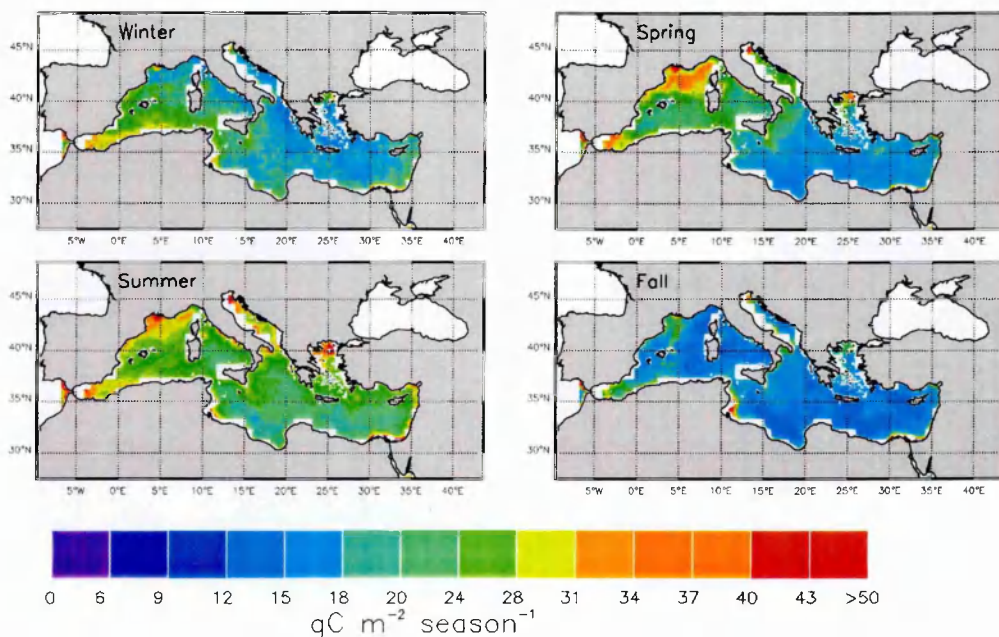 Winter
45°N
40°N
35°N
30°N
5°W 0°E 5°E 10°E 15°E 20°E 25°E 30°E 35°E 40°E
Spring
45°N
40°N
35°N
30°N
5°W 0°E 5°E 10°E 15°E 20°E 25°E 30°E 35°E 40°E
Summer
45°N
40°N
35°N
30°N
5°W 0°E 5°E 10°E 15°E 20°E 25°E 30°E 35°E 40°E
Fall
45°N
40°N
35°N
30°N
5°W 0°E 5°E 10°E 15°E 20°E 25°E 30°E 35°E 40°E
0 6 9 12 15 18 20 24 28 31 34 37 40 43 >50
gC m⁻² season⁻¹